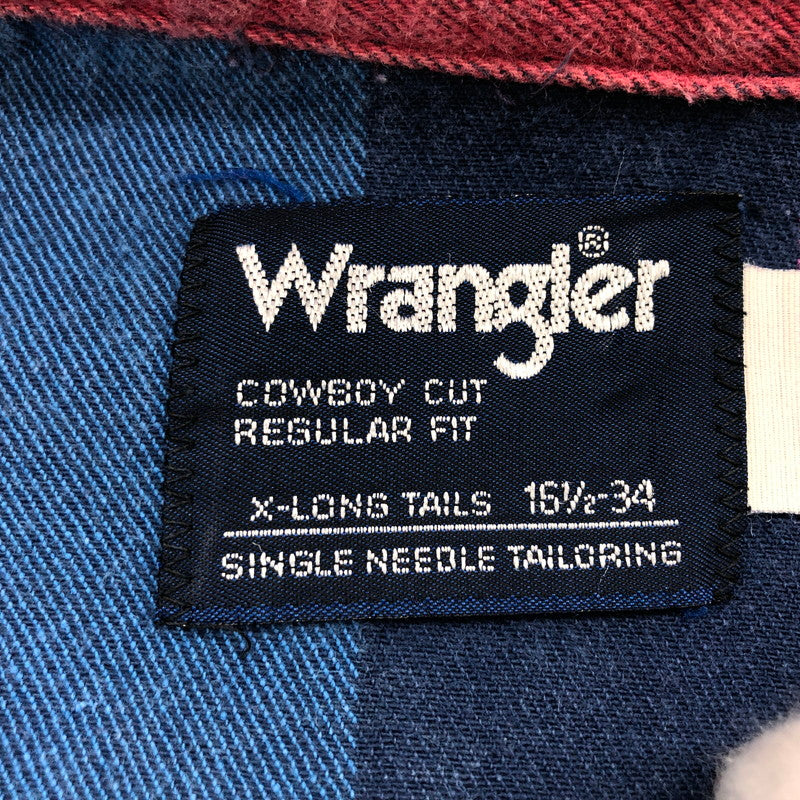 Wrangler®
COWBOY CUT
REGULAR FIT
X-LONG TAILS 16½-34
SINGLE NEEDLE TAILORING